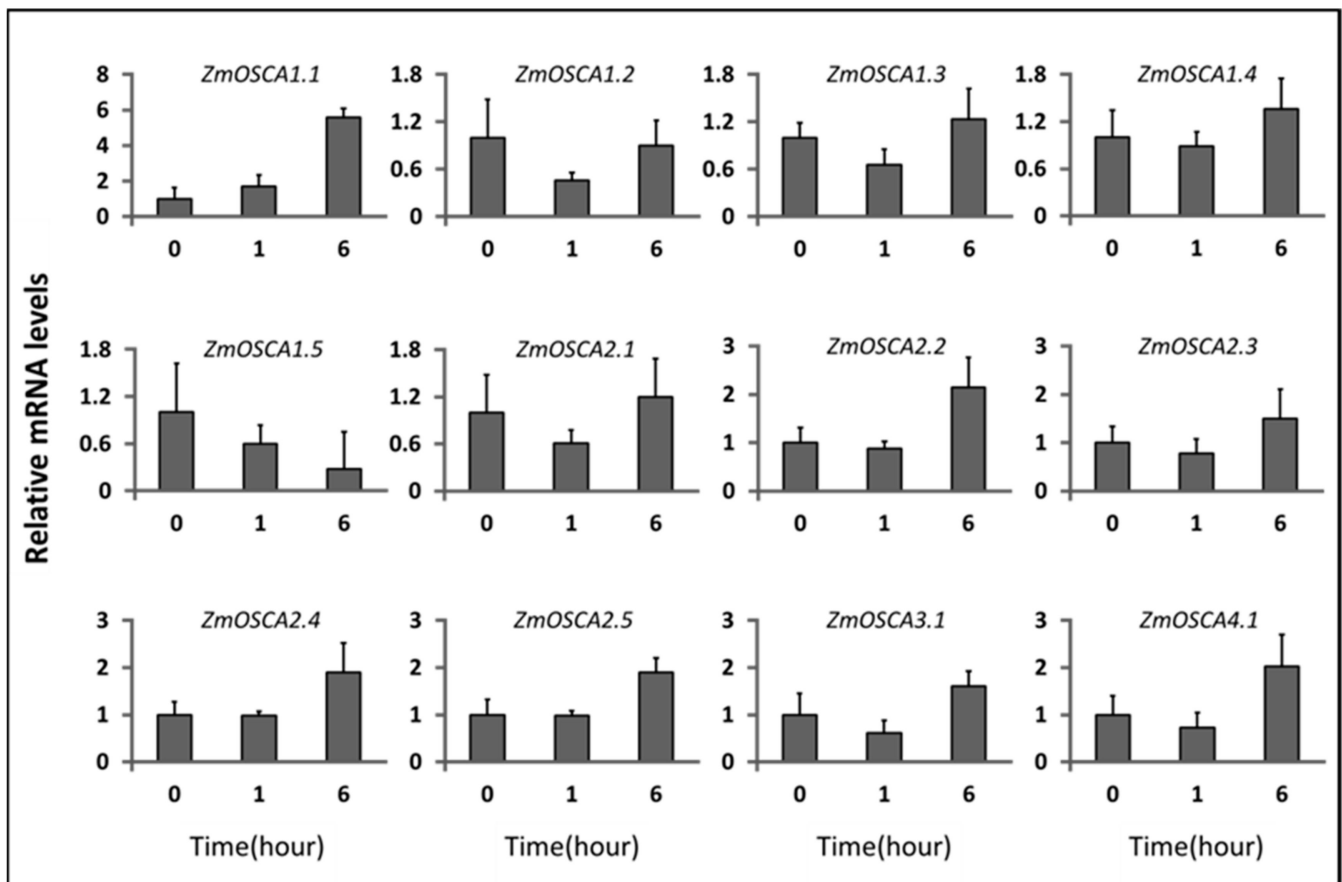 Relative mRNA levels
ZmOSCA1.1
8
6
4
2
0
0 1 6
ZmOSCA1.2
1.8
1.2
0.6
0
0 1 6
ZmOSCA1.3
1.8
1.2
0.6
0
0 1 6
ZmOSCA1.4
1.8
1.2
0.6
0
0 1 6
ZmOSCA1.5
1.8
1.2
0.6
0
0 1 6
ZmOSCA2.1
1.8
1.2
0.6
0
0 1 6
ZmOSCA2.2
3
2
1
0
0 1 6
ZmOSCA2.3
3
2
1
0
0 1 6
ZmOSCA2.4
3
2
1
0
0 1 6
Time(hour)
ZmOSCA2.5
3
2
1
0
0 1 6
Time(hour)
ZmOSCA3.1
3
2
1
0
0 1 6
Time(hour)
ZmOSCA4.1
3
2
1
0
0 1 6
Time(hour)